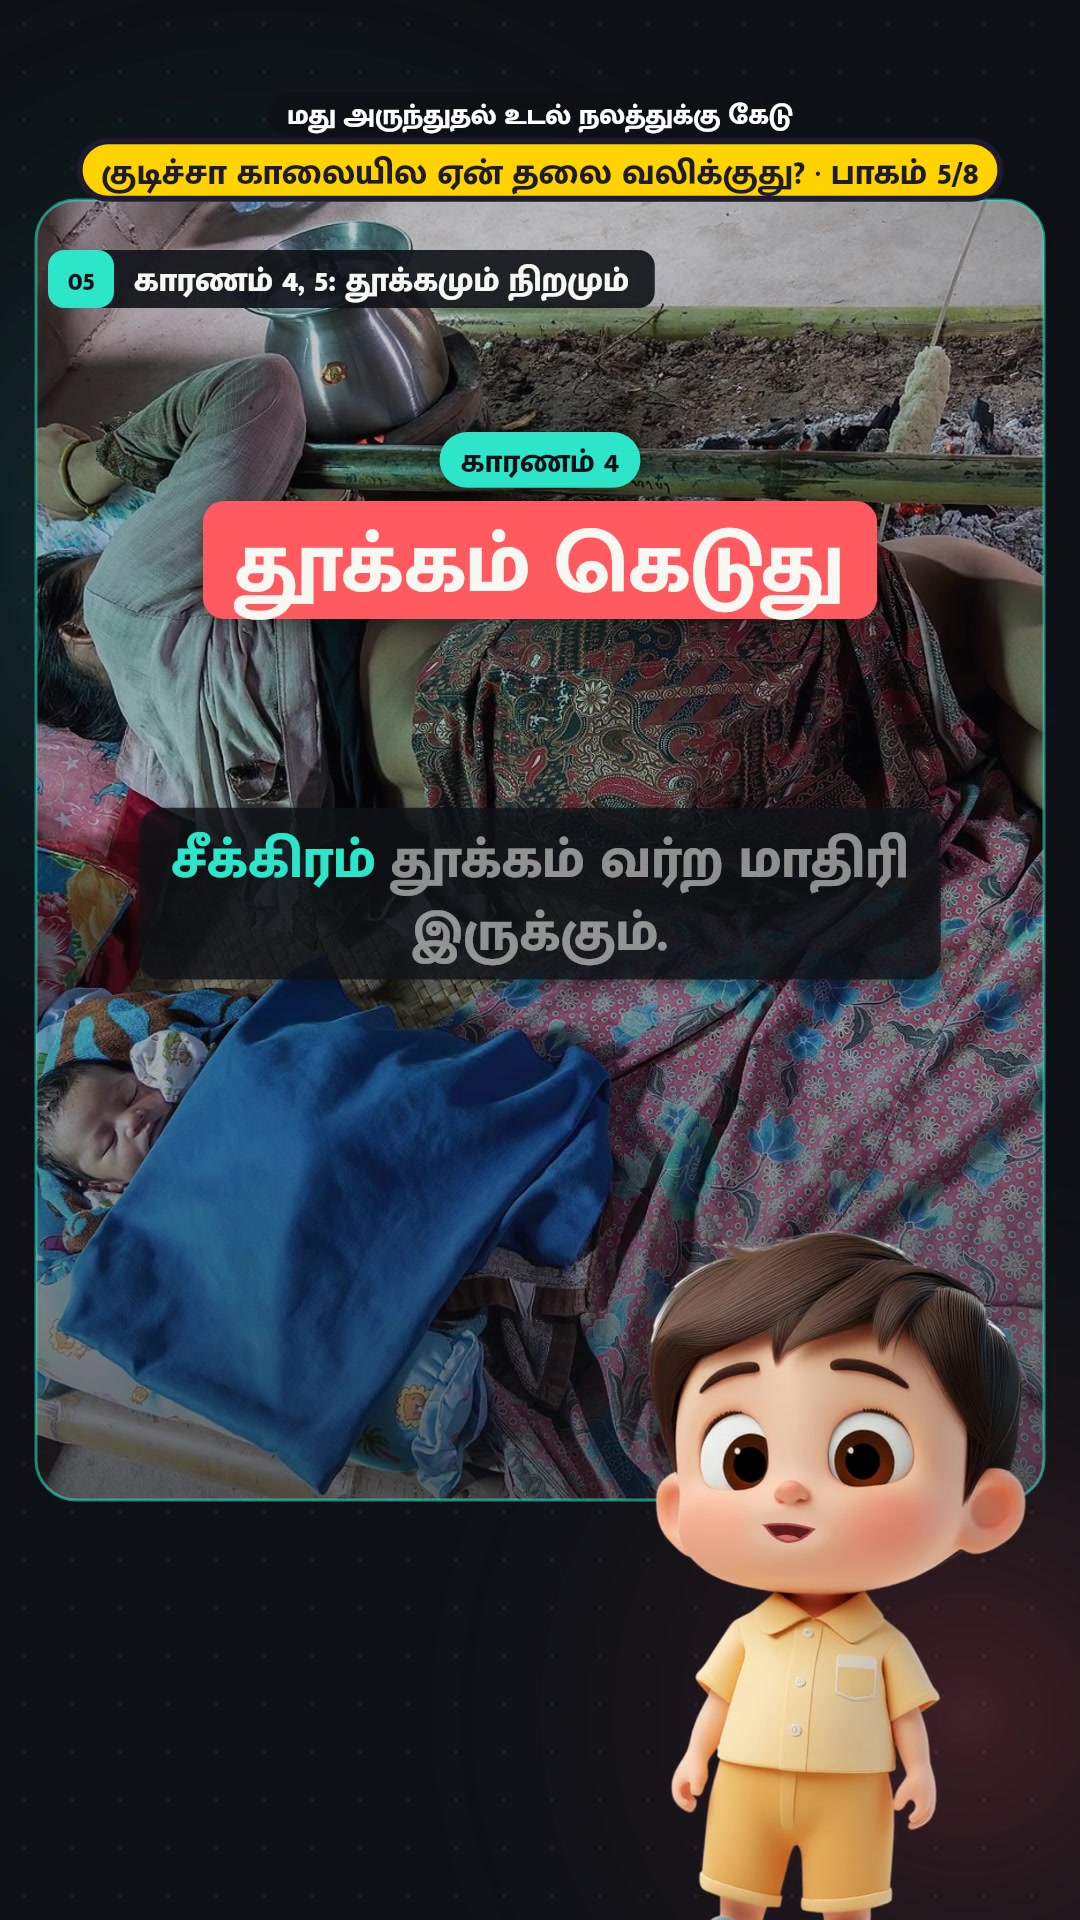 மது அருந்துதல் உடல் நலத்துக்கு கேடு
குடிச்சா காலையில ஏன் தலை வலிக்குது? · பாகம் 5/8
05 காரணம் 4, 5: தூக்கமும் நிறமும்
காரணம் 4
தூக்கம் கெடுது
சீக்கிரம் தூக்கம் வர்ற மாதிரி
இருக்கும்.